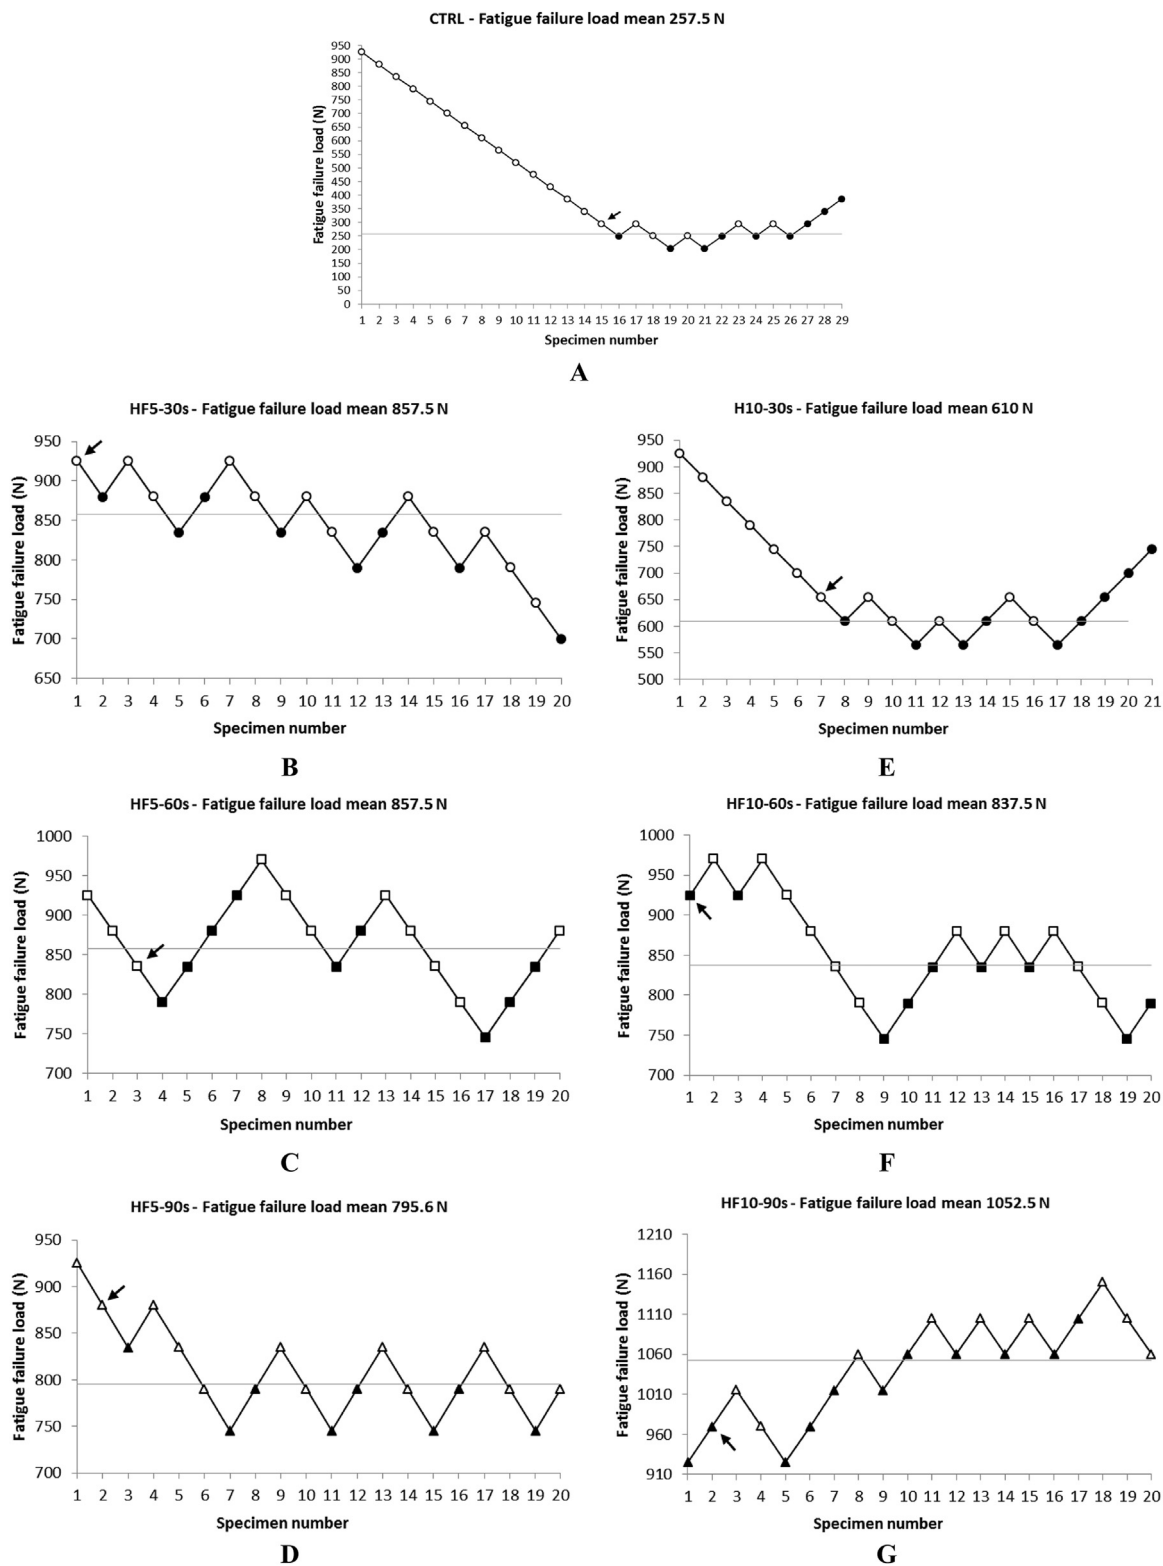 CTRL - Fatigue failure load mean 257.5 N
Fatigue failure load (N)
950
900
850
800
750
700
650
600
550
500
450
400
350
300
250
200
150
100
50
0
1 2 3 4 5 6 7 8 9 10 11 12 13 14 15 16 17 18 19 20 21 22 23 24 25 26 27 28 29
Specimen number
A
HF5-30s - Fatigue failure load mean 857.5 N
Fatigue failure load (N)
950
900
850
800
750
700
650
1 2 3 4 5 6 7 8 9 10 11 12 13 14 15 16 17 18 19 20
Specimen number
B
H10-30s - Fatigue failure load mean 610 N
Fatigue failure load (N)
950
900
850
800
750
700
650
600
550
500
1 2 3 4 5 6 7 8 9 10 11 12 13 14 15 16 17 18 19 20 21
Specimen number
E
HF5-60s - Fatigue failure load mean 857.5 N
Fatigue failure load (N)
1000
950
900
850
800
750
700
1 2 3 4 5 6 7 8 9 10 11 12 13 14 15 16 17 18 19 20
Specimen number
C
HF10-60s - Fatigue failure load mean 837.5 N
Fatigue failure load (N)
1000
950
900
850
800
750
700
1 2 3 4 5 6 7 8 9 10 11 12 13 14 15 16 17 18 19 20
Specimen number
F
HF5-90s - Fatigue failure load mean 795.6 N
Fatigue failure load (N)
950
900
850
800
750
700
1 2 3 4 5 6 7 8 9 10 11 12 13 14 15 16 17 18 19 20
Specimen number
D
HF10-90s - Fatigue failure load mean 1052.5 N
Fatigue failure load (N)
1210
1160
1110
1060
1010
960
910
1 2 3 4 5 6 7 8 9 10 11 12 13 14 15 16 17 18 19 20
Specimen number
G